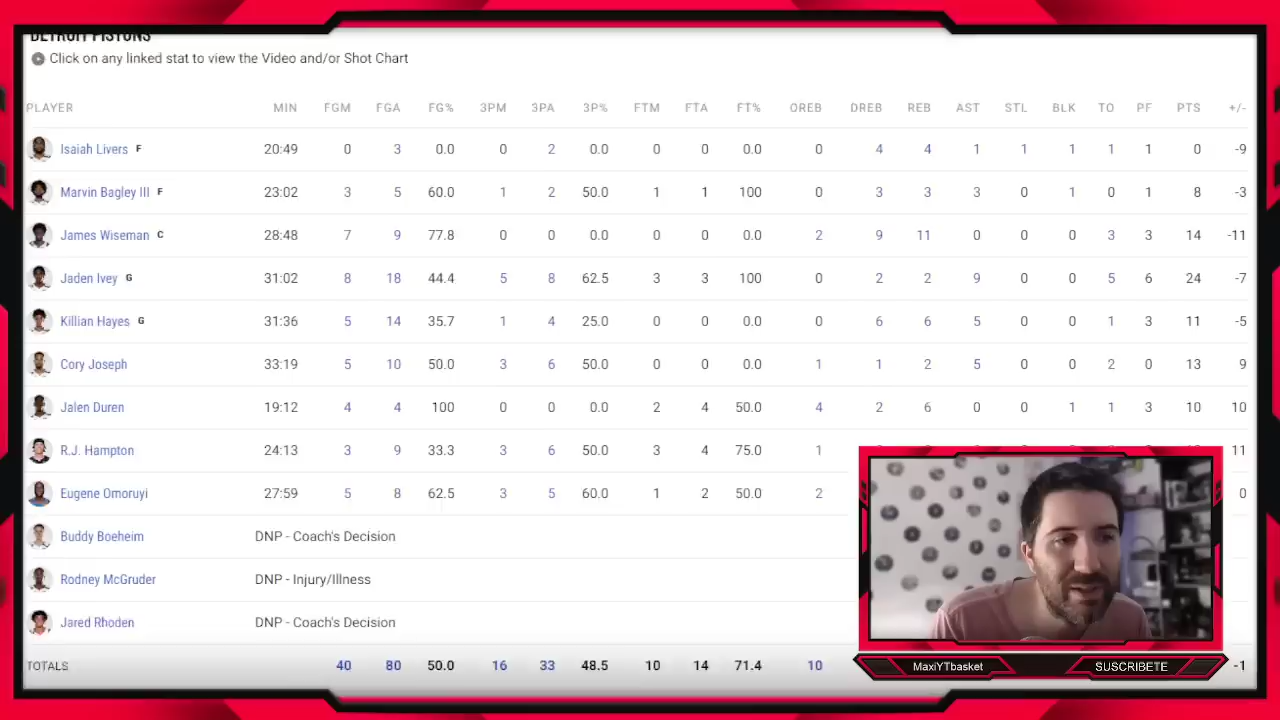 DETROIT PISTONS
Click on any linked stat to view the Video and/or Shot Chart
PLAYER MIN FGM FGA FG% 3PM 3PA 3P% FTM FTA FT% OREB DREB REB AST STL BLK TO PF PTS +/-
Isaiah Livers F 20:49 0 3 0.0 0 2 0.0 0 0 0.0 0 4 4 1 1 1 1 1 0 -9
Marvin Bagley III F 23:02 3 5 60.0 1 2 50.0 1 1 100 0 3 3 3 0 1 0 1 8 -3
James Wiseman C 28:48 7 9 77.8 0 0 0.0 0 0 0.0 2 9 11 0 0 0 3 3 14 -11
Jaden Ivey G 31:02 8 18 44.4 5 8 62.5 3 3 100 0 2 2 9 0 0 5 6 24 -7
Killian Hayes G 31:36 5 14 35.7 1 4 25.0 0 0 0.0 0 6 6 5 0 0 1 3 11 -5
Cory Joseph 33:19 5 10 50.0 3 6 50.0 0 0 0.0 1 1 2 5 0 0 2 0 13 9
Jalen Duren 19:12 4 4 100 0 0 0.0 2 4 50.0 4 2 6 0 0 1 1 3 10 10
R.J. Hampton 24:13 3 9 33.3 3 6 50.0 3 4 75.0 1 11
Eugene Omoruyi 27:59 5 8 62.5 3 5 60.0 1 2 50.0 2 0
Buddy Boeheim DNP - Coach's Decision
Rodney McGruder DNP - Injury/Illness
Jared Rhoden DNP - Coach's Decision
TOTALS 40 80 50.0 16 33 48.5 10 14 71.4 10 -1
MaxiYTbasket SUSCRIBETE